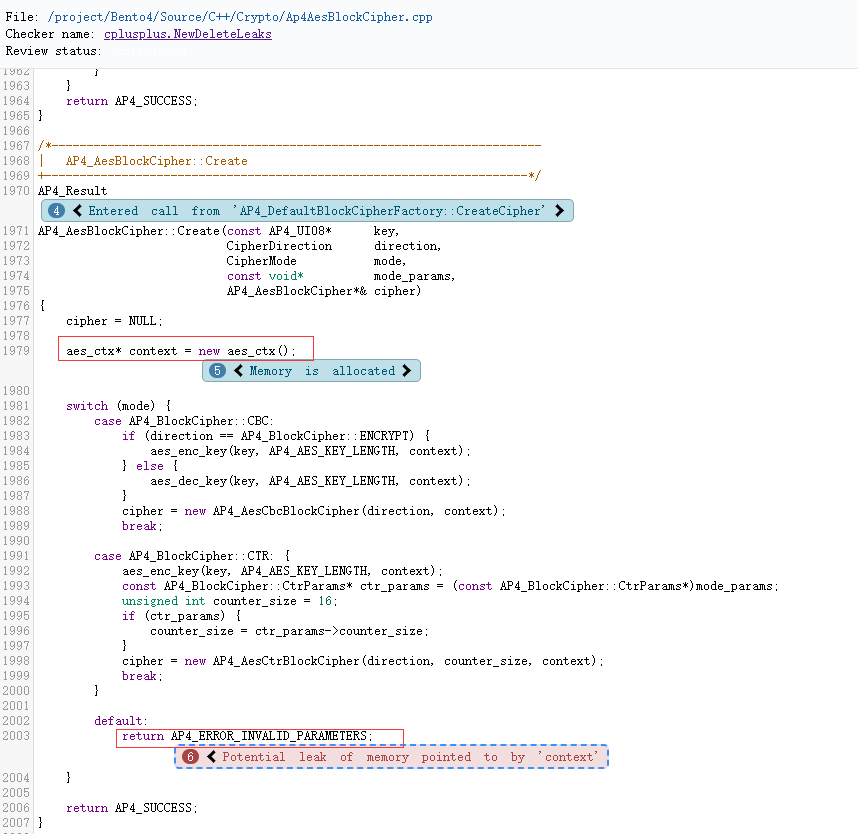 File: /project/Bento4/Source/C++/Crypto/Ap4AesBlockCipher.cpp
Checker name: cplusplus.NewDeleteLeaks
Review status:
1962         }
1963     }
1964     return AP4_SUCCESS;
1965 }
1966
1967 /*----------------------------------------------------------------------
1968 |   AP4_AesBlockCipher::Create
1969 +---------------------------------------------------------------------*/
1970 AP4_Result
4 < Entered call from 'AP4_DefaultBlockCipherFactory::CreateCipher' >
1971 AP4_AesBlockCipher::Create(const AP4_UI08*      key,
1972                            CipherDirection      direction,
1973                            CipherMode           mode,
1974                            const void*          mode_params,
1975                            AP4_AesBlockCipher*& cipher)
1976 {
1977     cipher = NULL;
1978
1979     aes_ctx* context = new aes_ctx();
5 < Memory is allocated >
1980
1981     switch (mode) {
1982         case AP4_BlockCipher::CBC:
1983             if (direction == AP4_BlockCipher::ENCRYPT) {
1984                 aes_enc_key(key, AP4_AES_KEY_LENGTH, context);
1985             } else {
1986                 aes_dec_key(key, AP4_AES_KEY_LENGTH, context);
1987             }
1988             cipher = new AP4_AesCbcBlockCipher(direction, context);
1989             break;
1990
1991         case AP4_BlockCipher::CTR: {
1992             aes_enc_key(key, AP4_AES_KEY_LENGTH, context);
1993             const AP4_BlockCipher::CtrParams* ctr_params = (const AP4_BlockCipher::CtrParams*)mode_params;
1994             unsigned int counter_size = 16;
1995             if (ctr_params) {
1996                 counter_size = ctr_params->counter_size;
1997             }
1998             cipher = new AP4_AesCtrBlockCipher(direction, counter_size, context);
1999             break;
2000         }
2001
2002         default:
2003             return AP4_ERROR_INVALID_PARAMETERS;
6 < Potential leak of memory pointed to by 'context'
2004     }
2005
2006     return AP4_SUCCESS;
2007 }